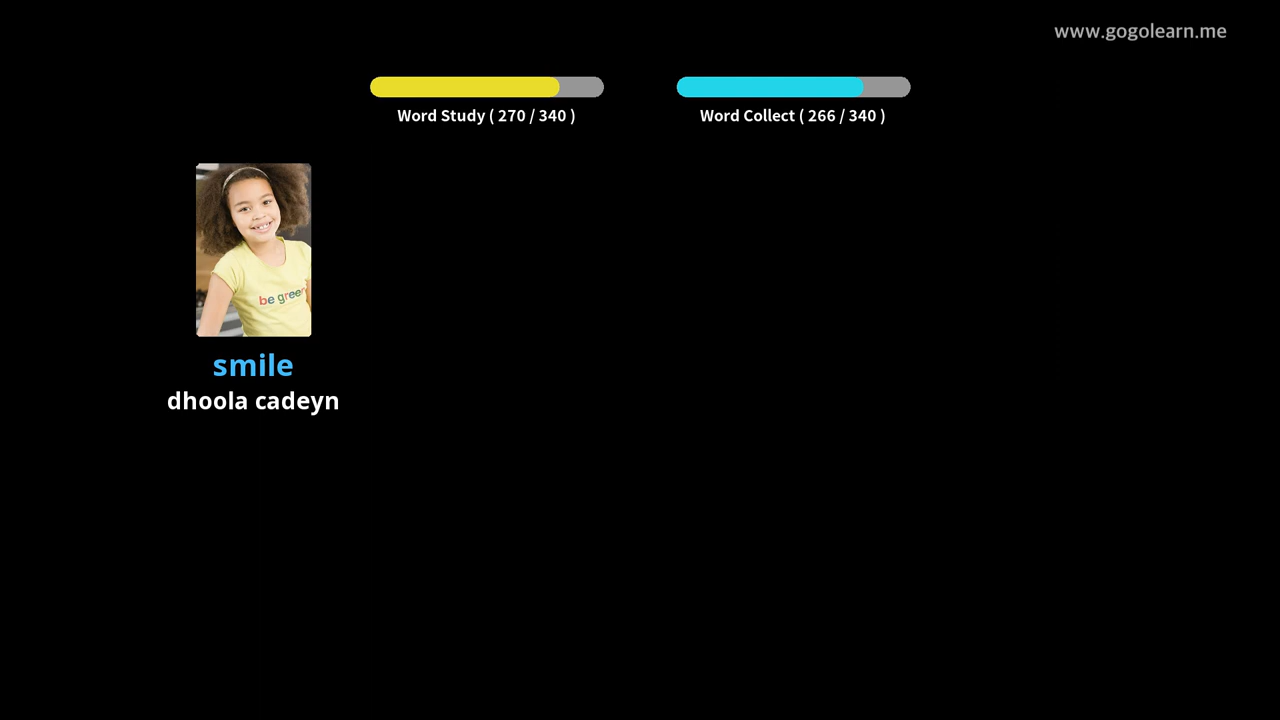 www.gogolearn.me
Word Study ( 270 / 340 )
Word Collect ( 266 / 340 )
be green
smile
dhoola cadeyn